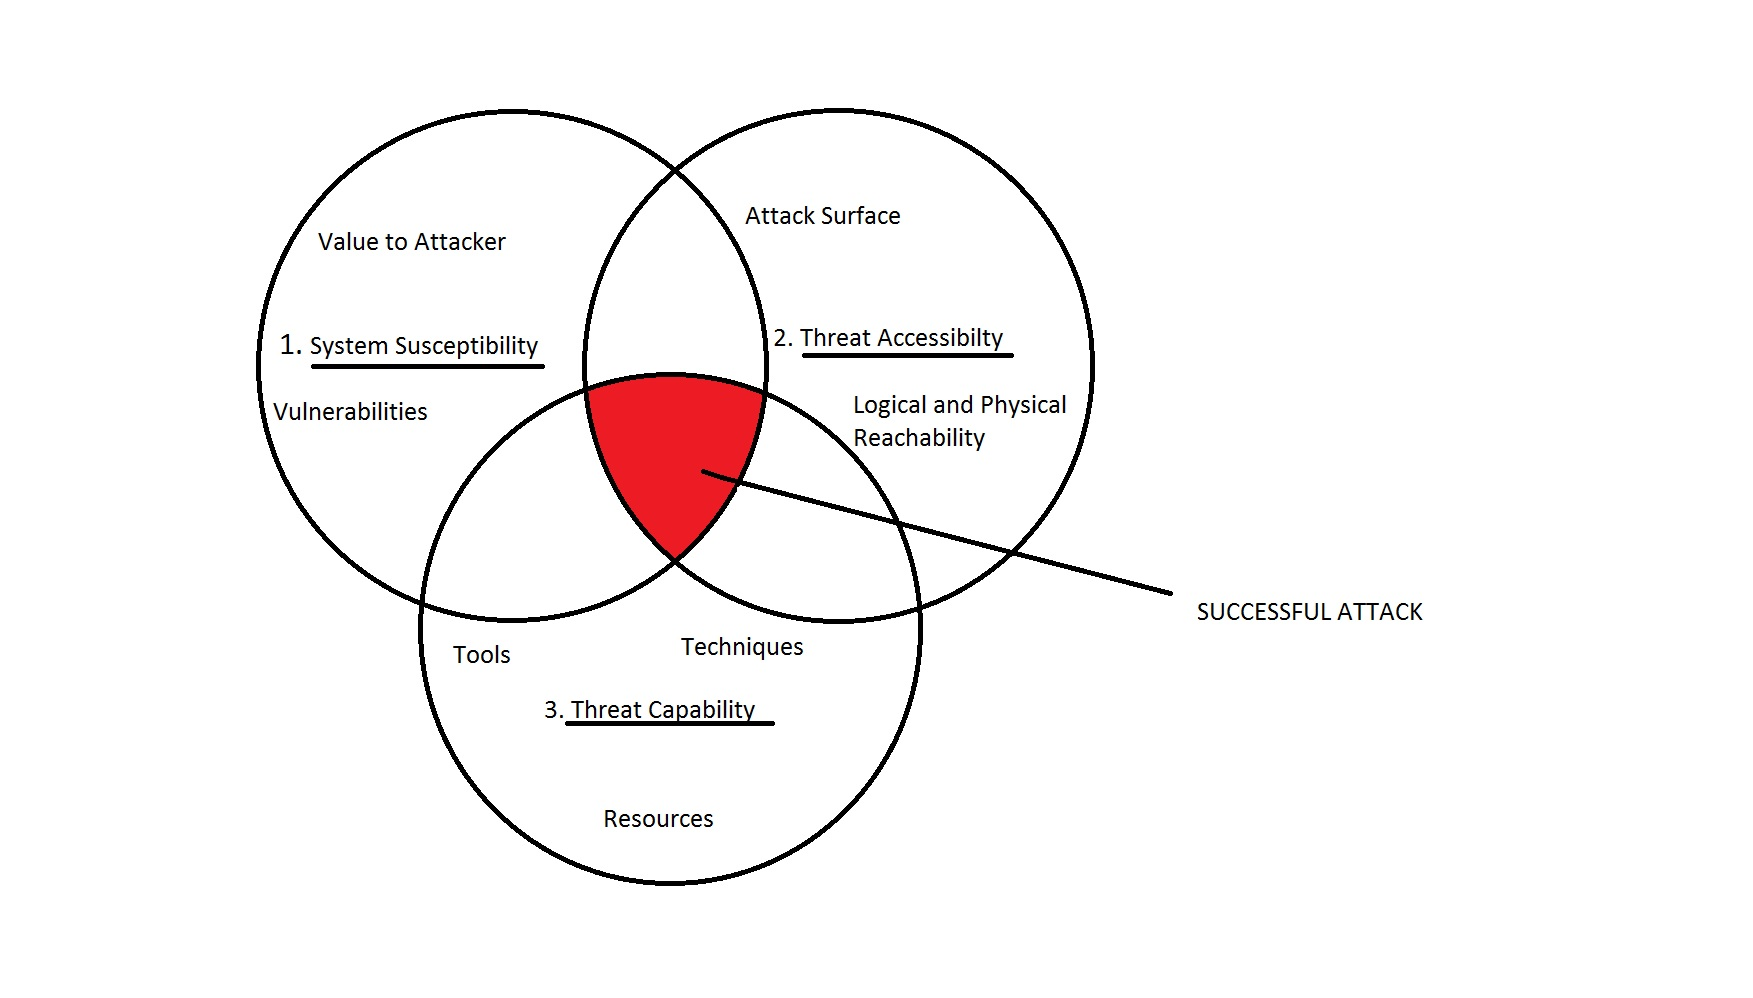 Value to Attacker
1. System Susceptibility
Vulnerabilities
Attack Surface
2. Threat Accessibilty
Logical and Physical
Reachability
Tools
Techniques
3. Threat Capability
Resources
SUCCESSFUL ATTACK